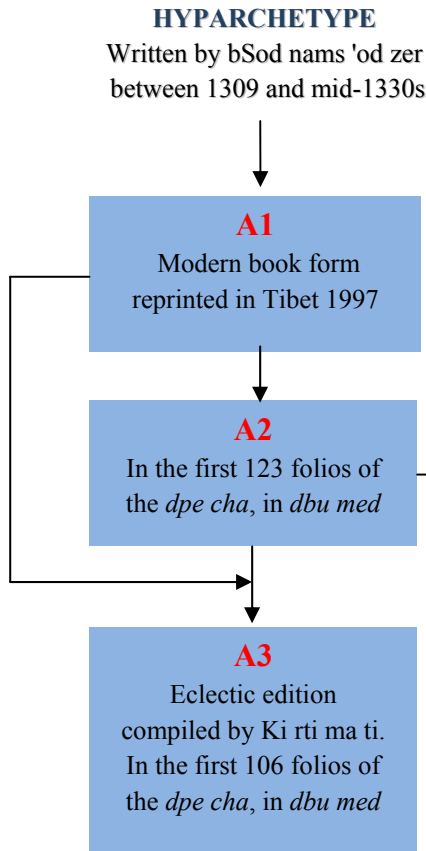 HYPARCHETYPE
Written by bSod nams 'od zer
between 1309 and mid-1330s
A1
Modern book form
reprinted in Tibet 1997
A2
In the first 123 folios of
the dpe cha, in dbu med
A3
Eclectic edition
compiled by Ki rti ma ti.
In the first 106 folios of
the dpe cha, in dbu med